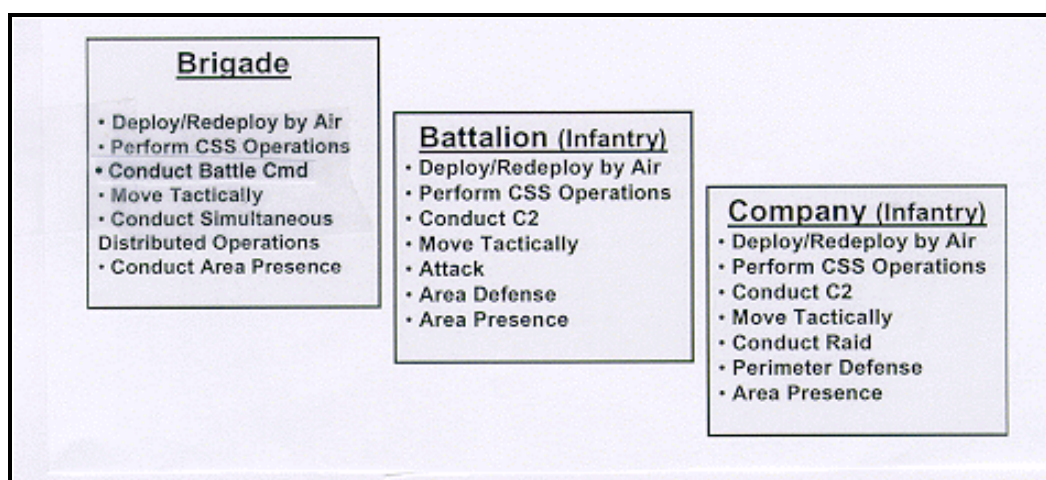 Brigade
• Deploy/Redeploy by Air
• Perform CSS Operations
• Conduct Battle Cmd
• Move Tactically
• Conduct Simultaneous
Distributed Operations
• Conduct Area Presence
Battalion (Infantry)
• Deploy/Redeploy by Air
• Perform CSS Operations
• Conduct C2
• Move Tactically
• Attack
• Area Defense
• Area Presence
Company (Infantry)
• Deploy/Redeploy by Air
• Perform CSS Operations
• Conduct C2
• Move Tactically
• Conduct Raid
• Perimeter Defense
• Area Presence